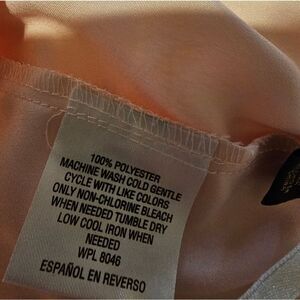 100% POLYESTER
MACHINE WASH COLD GENTLE
CYCLE WITH LIKE COLORS
ONLY NON-CHLORINE BLEACH
WHEN NEEDED TUMBLE DRY
LOW COOL IRON WHEN
NEEDED
WPL 8046
ESPAÑOL EN REVERSO